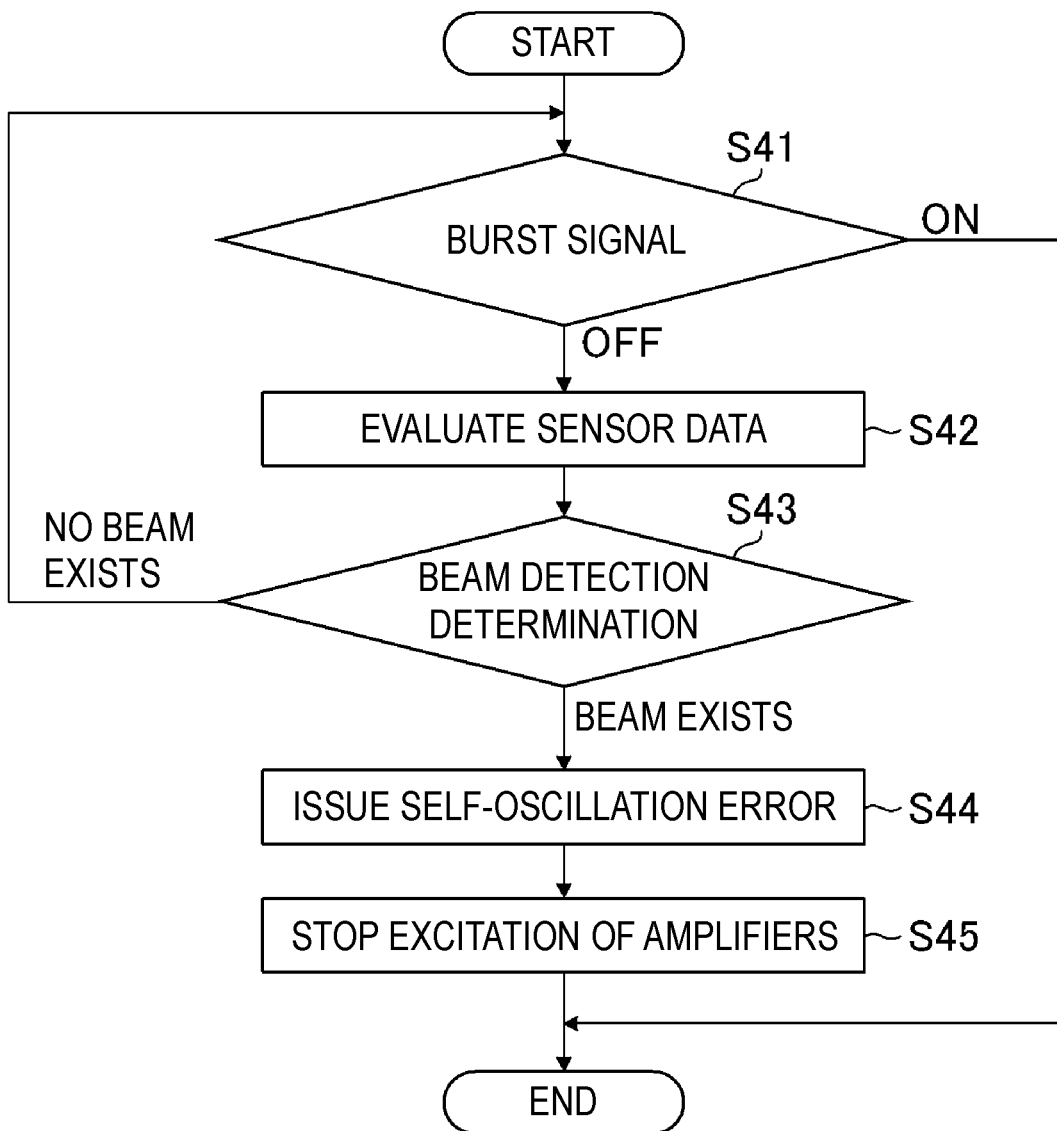 START
S41
BURST SIGNAL
ON
OFF
EVALUATE SENSOR DATA
S42
S43
NO BEAM
EXISTS
BEAM DETECTION
DETERMINATION
BEAM EXISTS
ISSUE SELF-OSCILLATION ERROR
S44
STOP EXCITATION OF AMPLIFIERS
S45
END